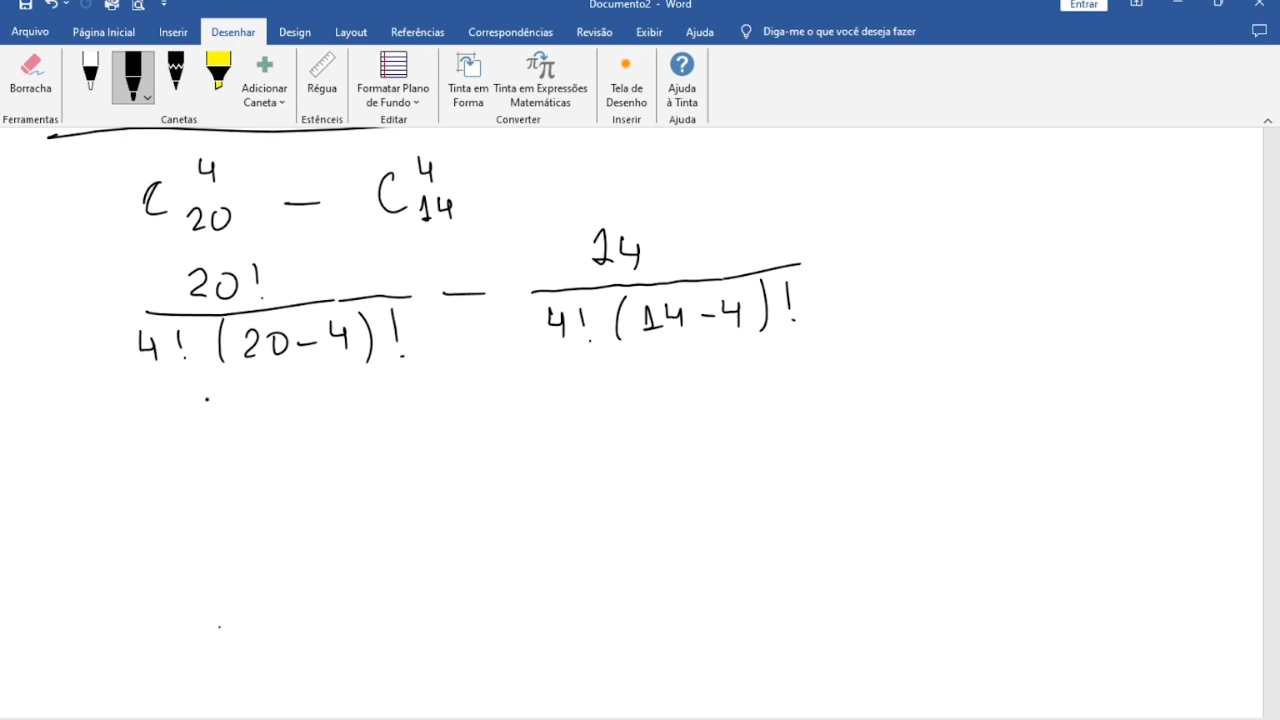 Documento2 - Word
Entrar
Arquivo Página Inicial Inserir Desenhar Design Layout Referências Correspondências Revisão Exibir Ajuda Diga-me o que você deseja fazer
Borracha Adicionar Caneta Régua Formatar Plano de Fundo Tinta em Forma Tinta em Expressões Matemáticas Tela de Desenho Ajuda à Tinta
Ferramentas Canetas Estênceis Editar Converter Inserir Ajuda
C 4 20 - C 4 14
20! / 4!(20-4)! - 14 / 4!(14-4)!